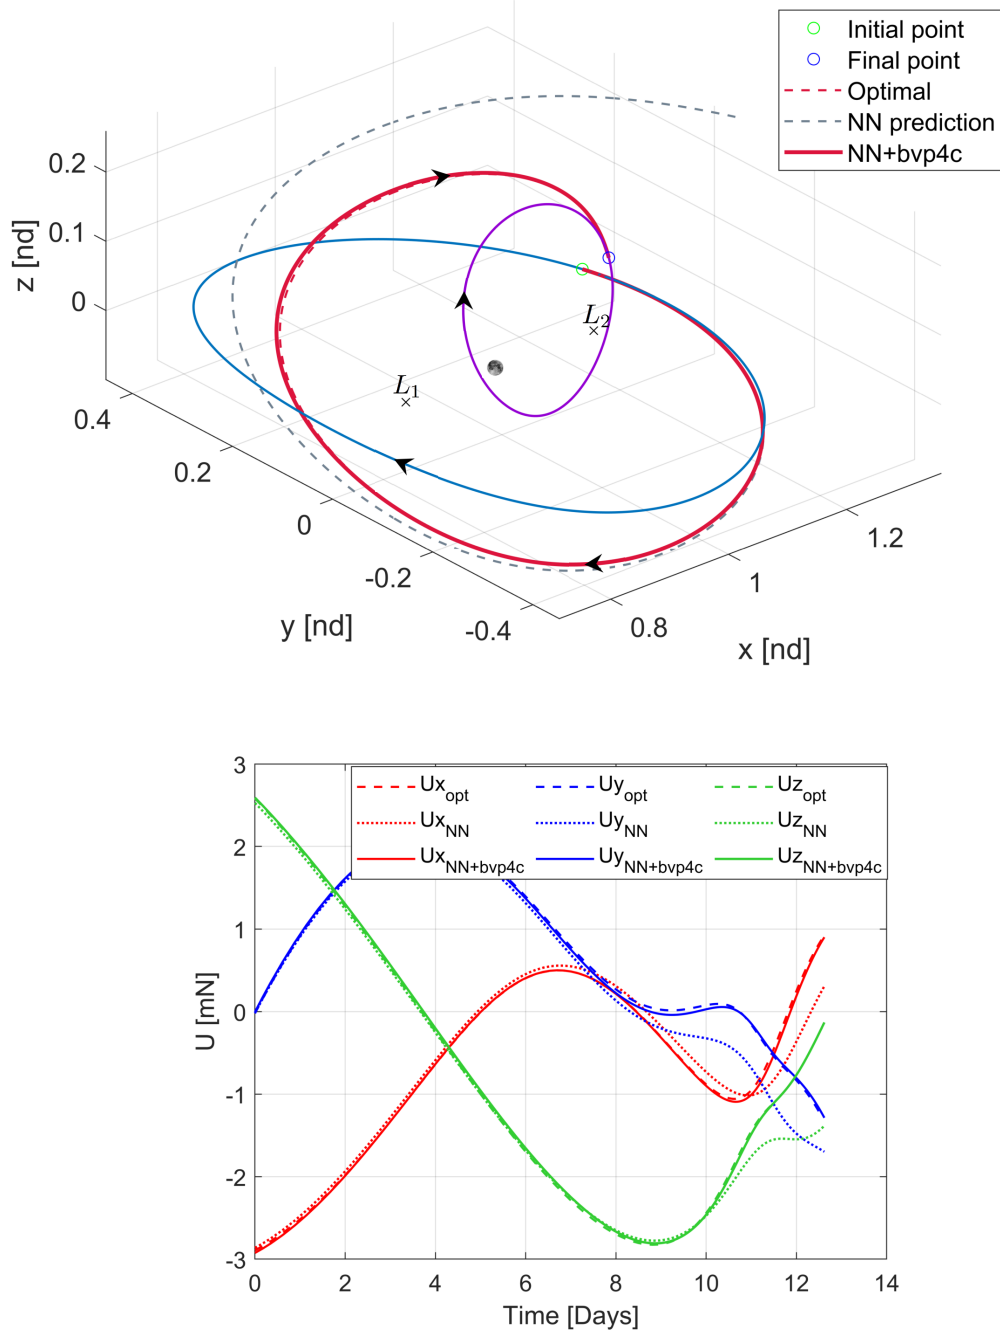 Initial point
Final point
Optimal
NN prediction
NN+bvp4c
0.2
0.1
0
z [nd]
L1
L2
0.4
0.2
0
-0.2
-0.4
y [nd]
0.8
1
1.2
x [nd]
Uxopt Uyopt Uzopt
UxNN UyNN UzNN
UxNN+bvp4c UyNN+bvp4c UzNN+bvp4c
3
2
1
0
-1
-2
-3
U [mN]
0 2 4 6 8 10 12 14
Time [Days]